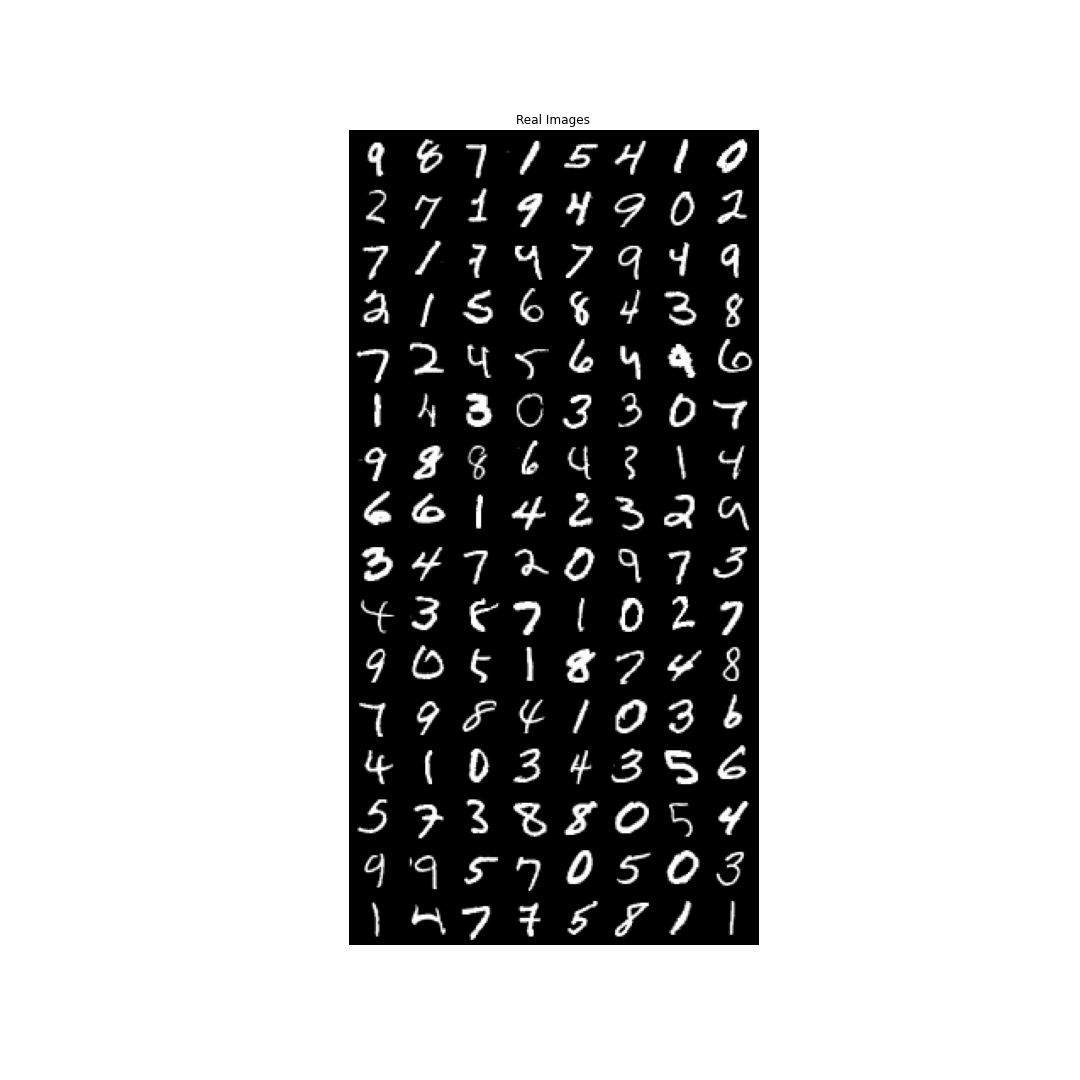 Real Images
9 8 7 1 5 4 1 0
2 7 1 9 4 9 0 2
7 1 7 4 7 9 4 9
2 1 5 6 8 4 3 8
7 2 4 5 6 4 4 6
1 4 3 0 3 3 0 7
9 8 8 6 4 3 1 4
6 6 1 4 2 3 2 9
3 4 7 2 0 9 7 3
4 3 5 7 1 0 2 7
9 0 5 1 8 7 4 8
7 9 8 4 1 0 3 6
4 1 0 3 4 3 5 6
5 7 3 8 8 0 5 4
9 9 5 7 0 5 0 3
1 4 7 7 5 8 1 1